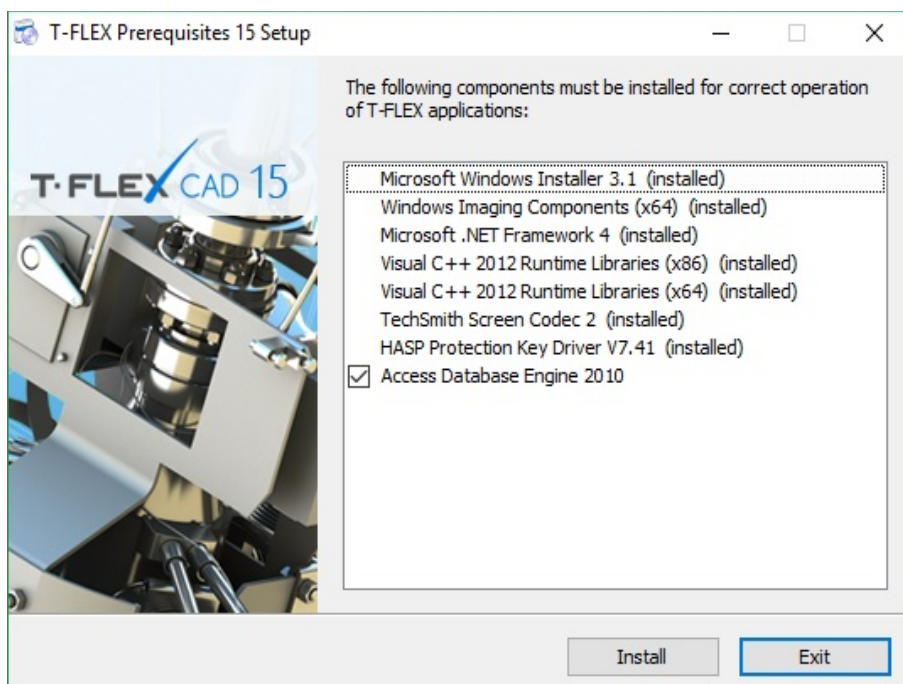 T-FLEX Prerequisites 15 Setup
The following components must be installed for correct operation
of T-FLEX applications:
T·FLEX CAD 15
Microsoft Windows Installer 3.1 (installed)
Windows Imaging Components (x64) (installed)
Microsoft .NET Framework 4 (installed)
Visual C++ 2012 Runtime Libraries (x86) (installed)
Visual C++ 2012 Runtime Libraries (x64) (installed)
TechSmith Screen Codec 2 (installed)
HASP Protection Key Driver V7.41 (installed)
Access Database Engine 2010
Install
Exit